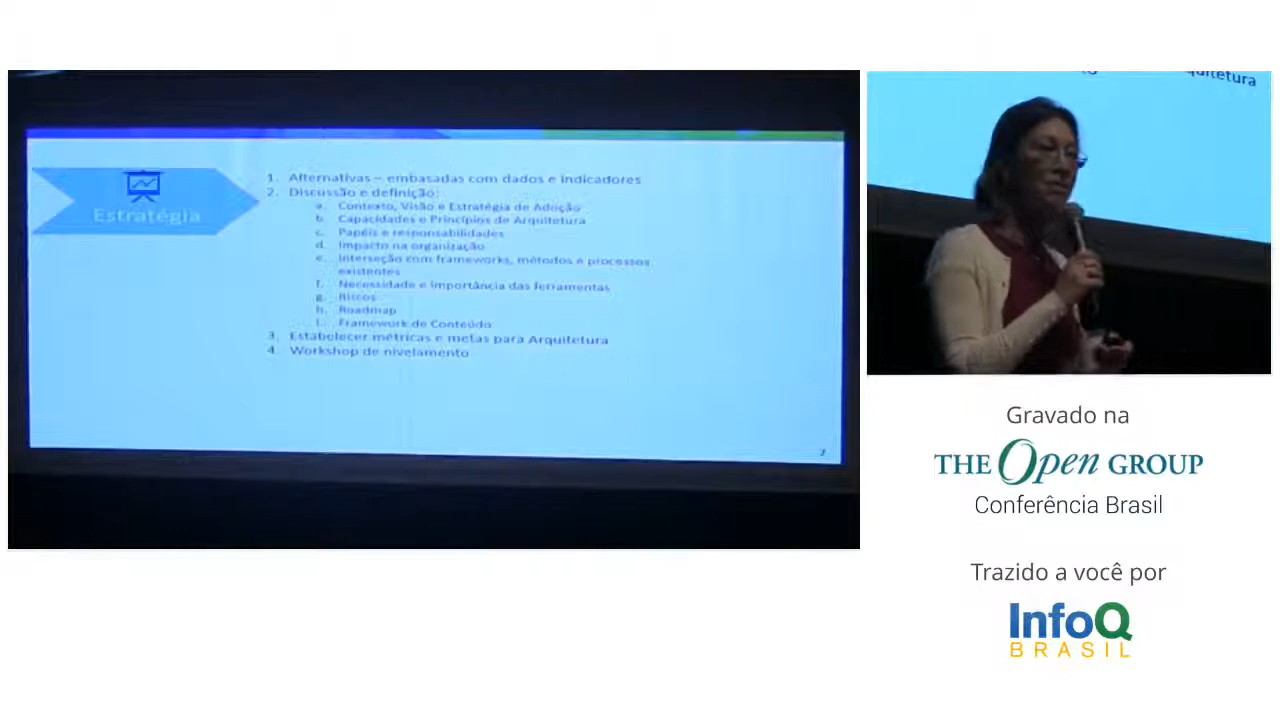 Estratégia
1. Alternativas – embasadas com dados e indicadores
2. Discussão e definição:
a. Contexto, Visão e Estratégia de Adoção
b. Capacidades e Princípios de Arquitetura
c. Papéis e responsabilidades
d. Impacto na organização
e. Interseção com frameworks, métodos e processos
existentes
f. Necessidade e importância das ferramentas
g. Riscos
h. Roadmap
i. Framework de Conteúdo
3. Estabelecer métricas e metas para Arquitetura
4. Workshop de nivelamento
7
Gravado na
THE Open GROUP
Conferência Brasil
Trazido a você por
InfoQ
BRASIL